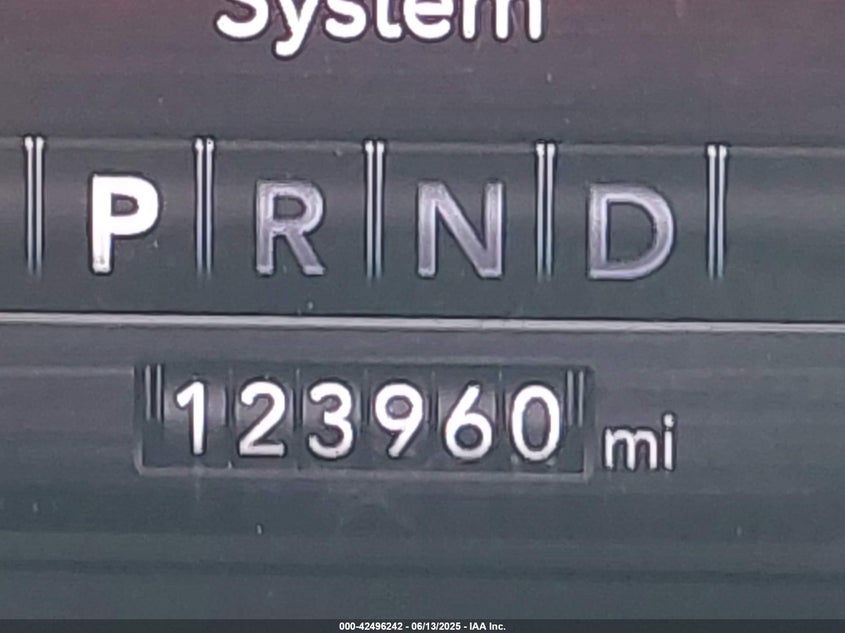 System
P R N D
123960 mi
000-42496242 - 06/13/2025 - IAA Inc.